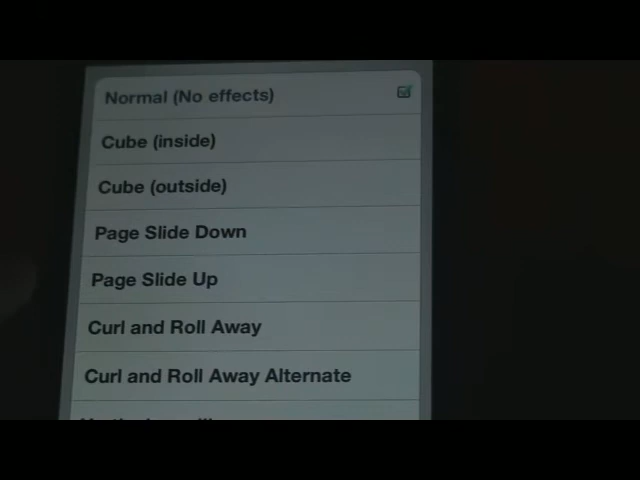 Normal (No effects)
Cube (inside)
Cube (outside)
Page Slide Down
Page Slide Up
Curl and Roll Away
Curl and Roll Away Alternate